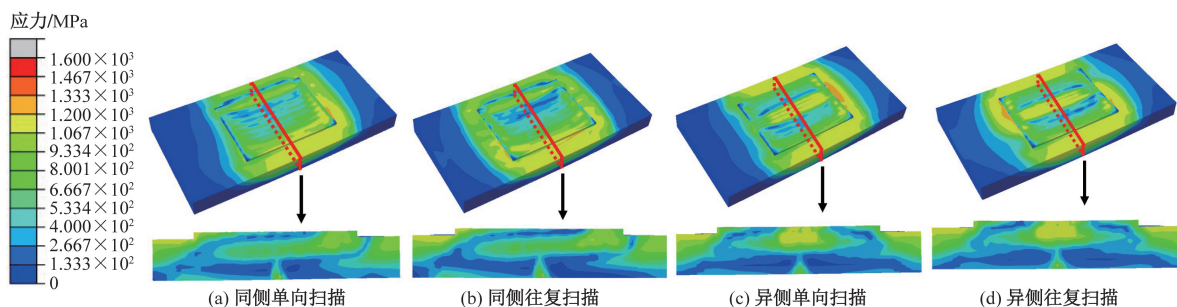 应力/MPa
1.600×10³
1.467×10³
1.333×10³
1.200×10³
1.067×10³
9.334×10²
8.000×10²
6.667×10²
5.334×10²
4.000×10²
2.667×10²
1.333×10²
0
(a) 同侧单向扫描
(b) 同侧往复扫描
(c) 异侧单向扫描
(d) 异侧往复扫描